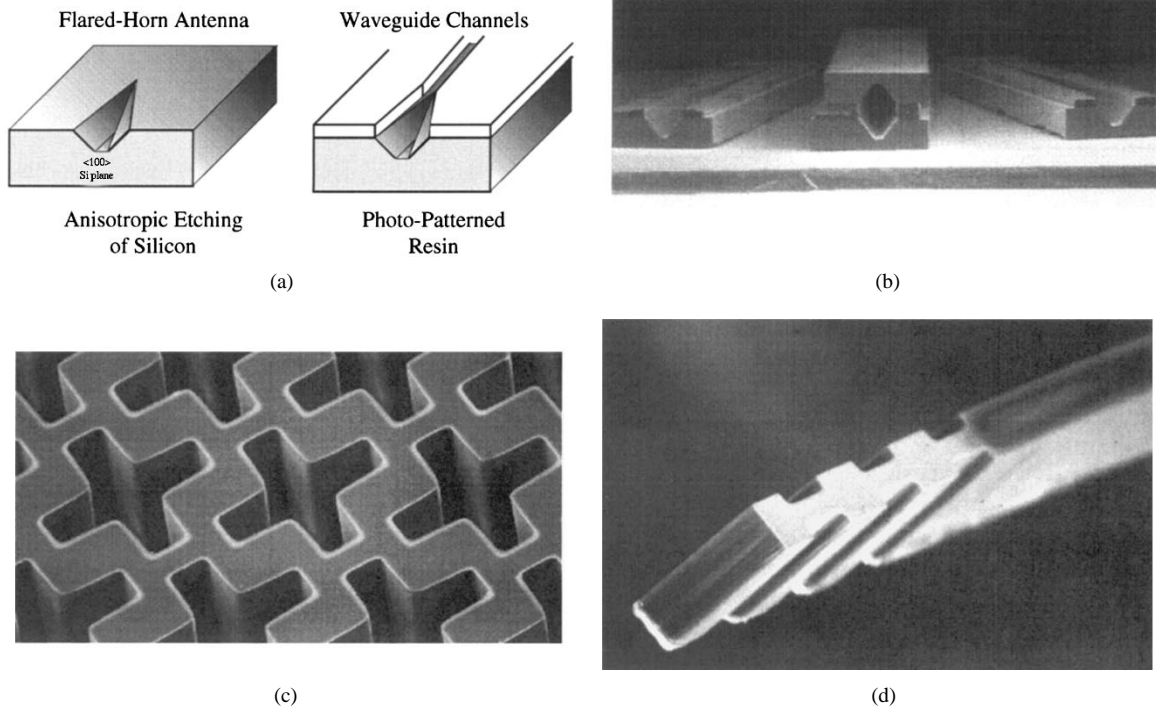 Flared-Horn Antenna
Waveguide Channels
<100>
Si plane
Anisotropic Etching
of Silicon
Photo-Patterned
Resin
(a)
(b)
(c)
(d)